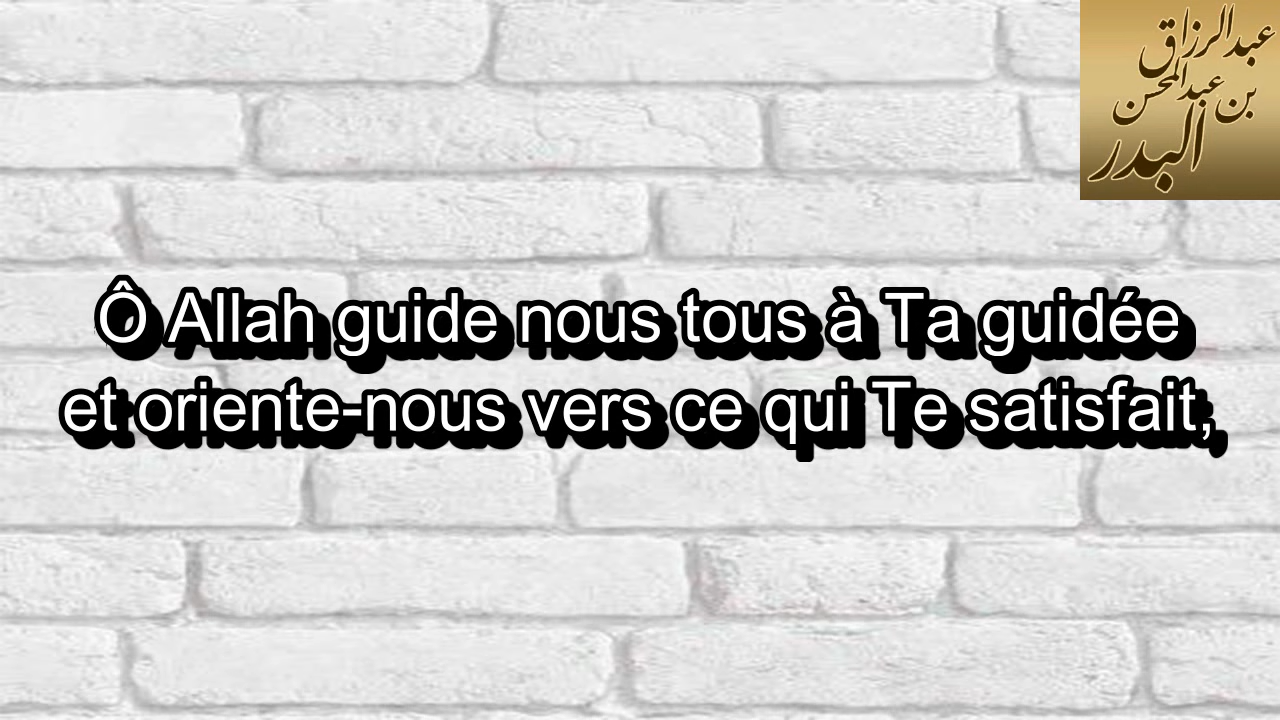 عبدالرزاق
بن عبدالمحسن
البدر
Ô Allah guide nous tous à Ta guidée
et oriente-nous vers ce qui Te satisfait,